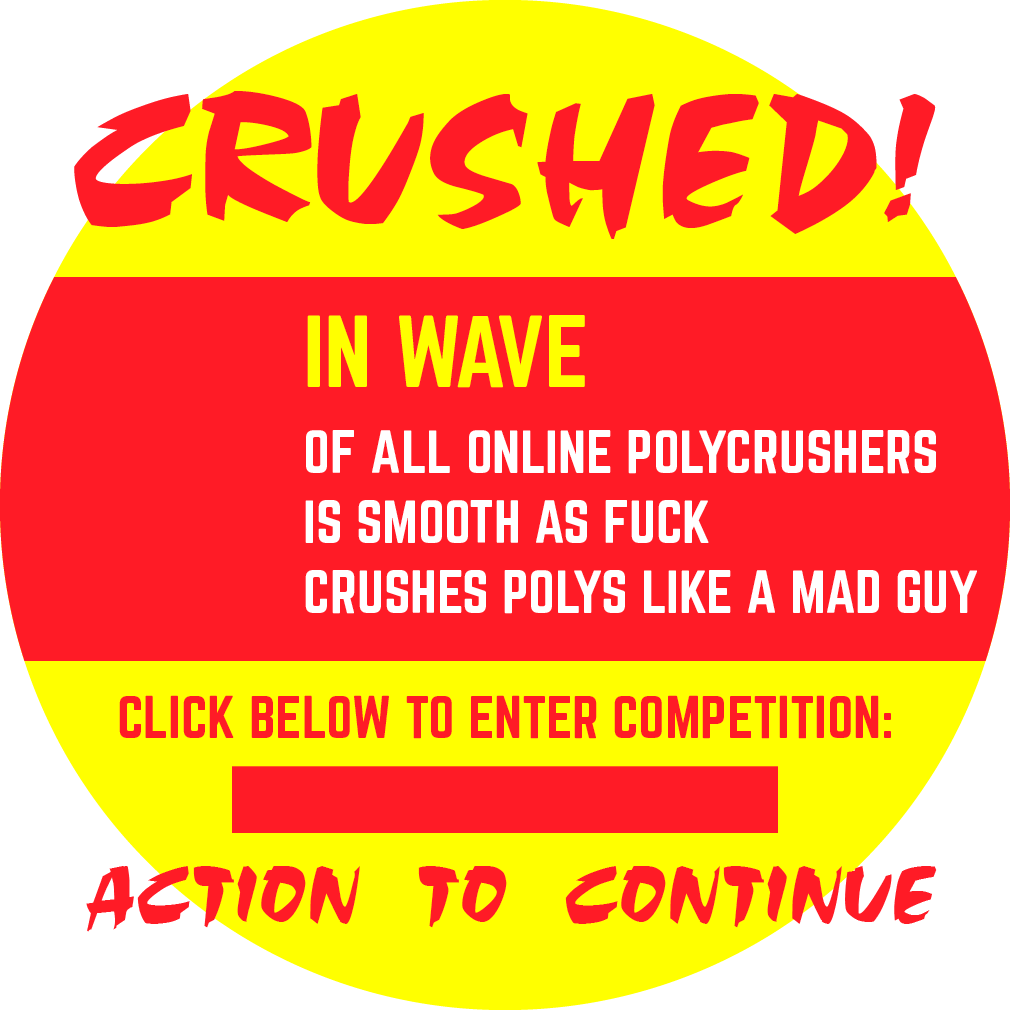 CRUSHED!
IN WAVE
OF ALL ONLINE POLYCRUSHERS
IS SMOOTH AS FUCK
CRUSHES POLYS LIKE A MAD GUY
CLICK BELOW TO ENTER COMPETITION:
ACTION TO CONTINUE